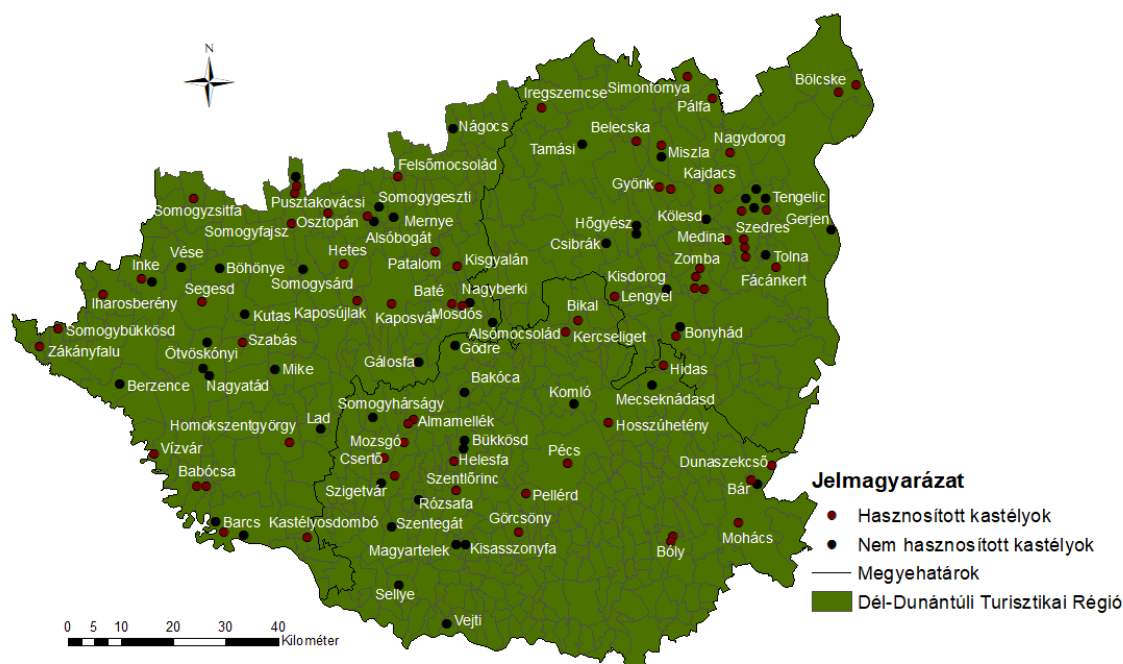 N
Bölcske
Simontornya
Iregszemcse
Pálfa
Nágocs
Belecska
Nagydorog
Tamási
Miszla
Felsőmocsolád
Kajdacs
Gyönk
Somogygeszti
Pusztakovácsi
Tengelic
Somogyzsitfa
Osztopán
Mernye
Kölesd
Gerjen
Somogyfajsz
Hőgyész
Szedres
Alsóbogát
Medina
Csibrák
Hetes
Vése
Patalom
Kisgyalán
Tolna
Inke
Böhönye
Zomba
Somogysárd
Kisdorog
Fácánkert
Iharosberény
Segesd
Baté
Nagyberki
Lengyel
Kaposújlak
Kaposvár
Mosdós
Bikal
Kutas
Somogybükkösd
Alsómocsolád
Kercseliget
Bonyhád
Szabás
Zákányfalu
Ötvöskónyi
Gödre
Gálosfa
Hidas
Mike
Berzence
Nagyatád
Bakóca
Komló
Mecseknádasd
Somogyhárságy
Lad
Almamellék
Homokszentgyörgy
Hosszúhetény
Mozsgó
Bükkösd
Vízvár
Csertő
Helesfa
Pécs
Dunaszekcső
Babócsa
Szentlőrinc
Bár
Szigetvár
Rózsafa
Pellérd
Barcs
Kastélyosdombó
Szentegát
Görcsöny
Mohács
Magyartelek
Kisasszonyfa
Bóly
Sellye
Vejti
Jelmagyarázat
Hasznosított kastélyok
Nem hasznosított kastélyok
Megyehatárok
Dél-Dunántúli Turisztikai Régió
0 5 10 20 30 40
Kilométer